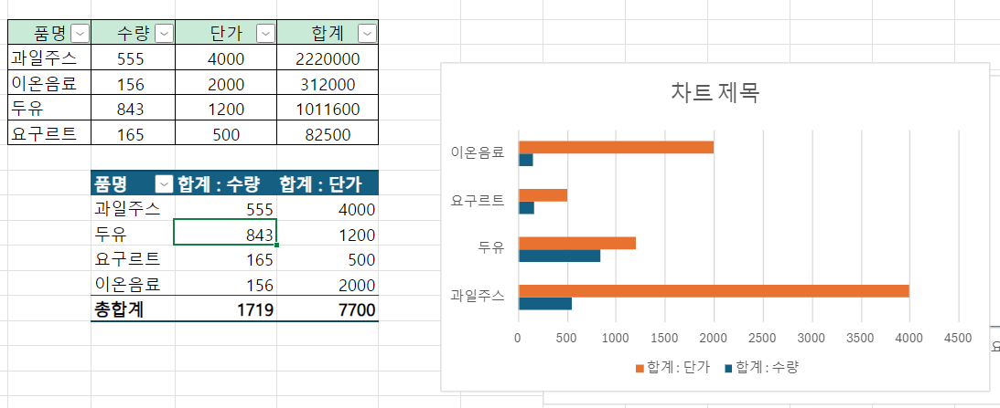 품명 수량 단가 합계
과일주스 555 4000 2220000
이온음료 156 2000 312000
두유 843 1200 1011600
요구르트 165 500 82500
품명 합계 : 수량 합계 : 단가
과일주스 555 4000
두유 843 1200
요구르트 165 500
이온음료 156 2000
총합계 1719 7700
차트 제목
이온음료
요구르트
두유
과일주스
0 500 1000 1500 2000 2500 3000 3500 4000 4500
합계 : 단가 합계 : 수량
요